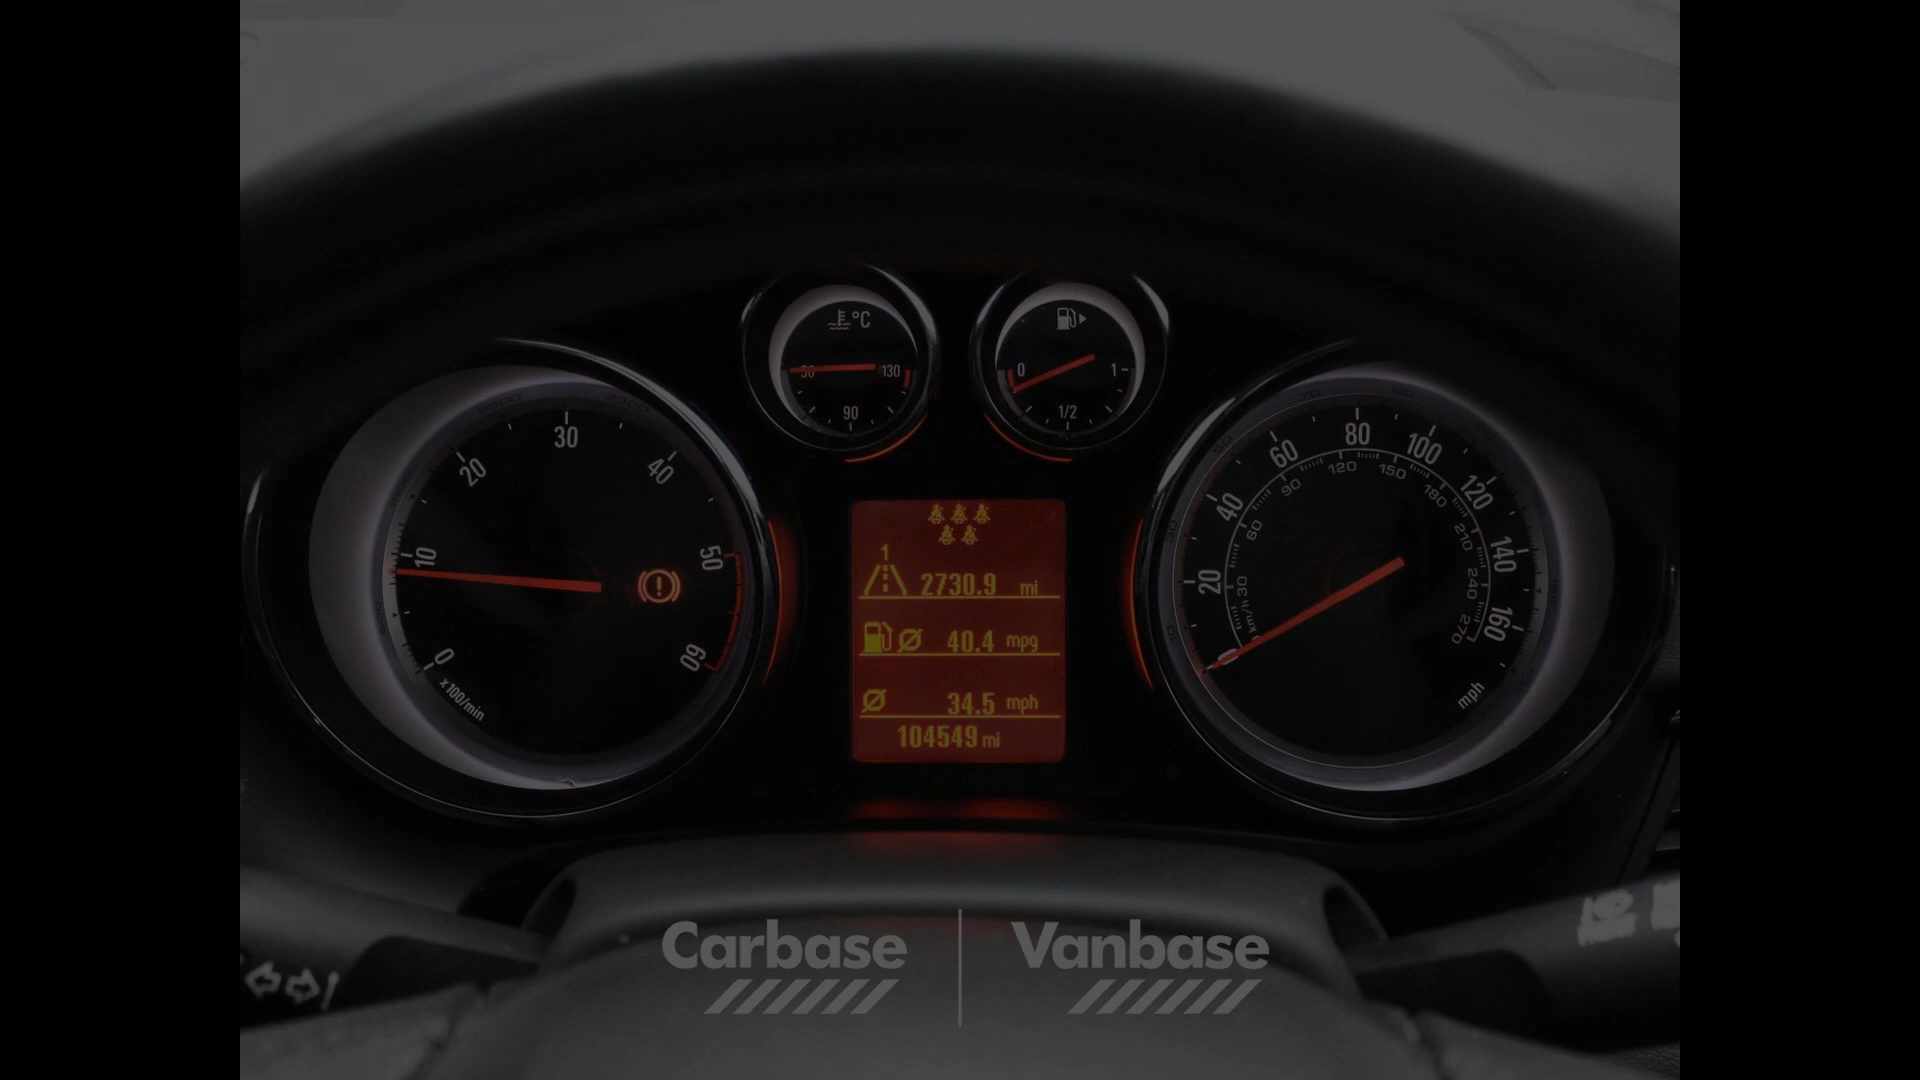 °C
50 130
90
0 1
1/2
0 10 20 30 40 50 60
x100/min
1
2730.9 mi
40.4 mpg
34.5 mph
104549 mi
0 20 40 60 80 100 120 140 160
km/h 30 60 90 120 150 180 210 240 270
mph
Carbase
Vanbase